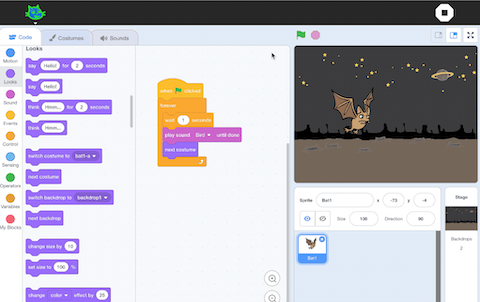 Code
Costumes
Sounds
Motion
Looks
Sound
Events
Control
Sensing
Operators
Variables
My Blocks
Looks
say Hello! for 2 seconds
say Hello!
think Hmm... for 2 seconds
think Hmm...
switch costume to bat1-a
next costume
switch backdrop to backdrop1
next backdrop
change size by 10
set size to 100 %
change color effect by 25
when clicked
forever
wait 1 seconds
play sound Bird until done
next costume
Sprite Bat1 x -73 y -4
Size 130 Direction 90
Bat1
Stage
Backdrops
2